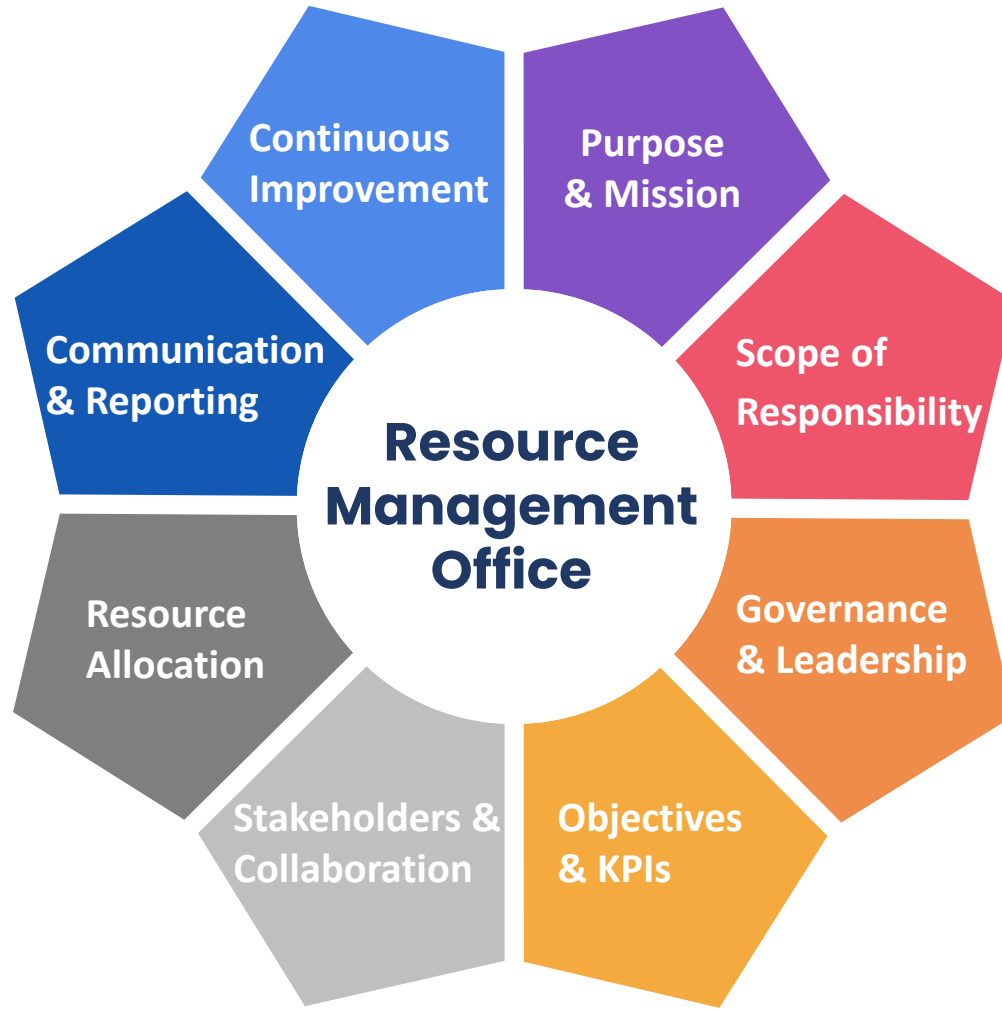 Continuous
Improvement
Purpose
& Mission
Scope of
Responsibility
Governance
& Leadership
Objectives
& KPIs
Stakeholders &
Collaboration
Resource
Allocation
Communication
& Reporting
Resource
Management
Office